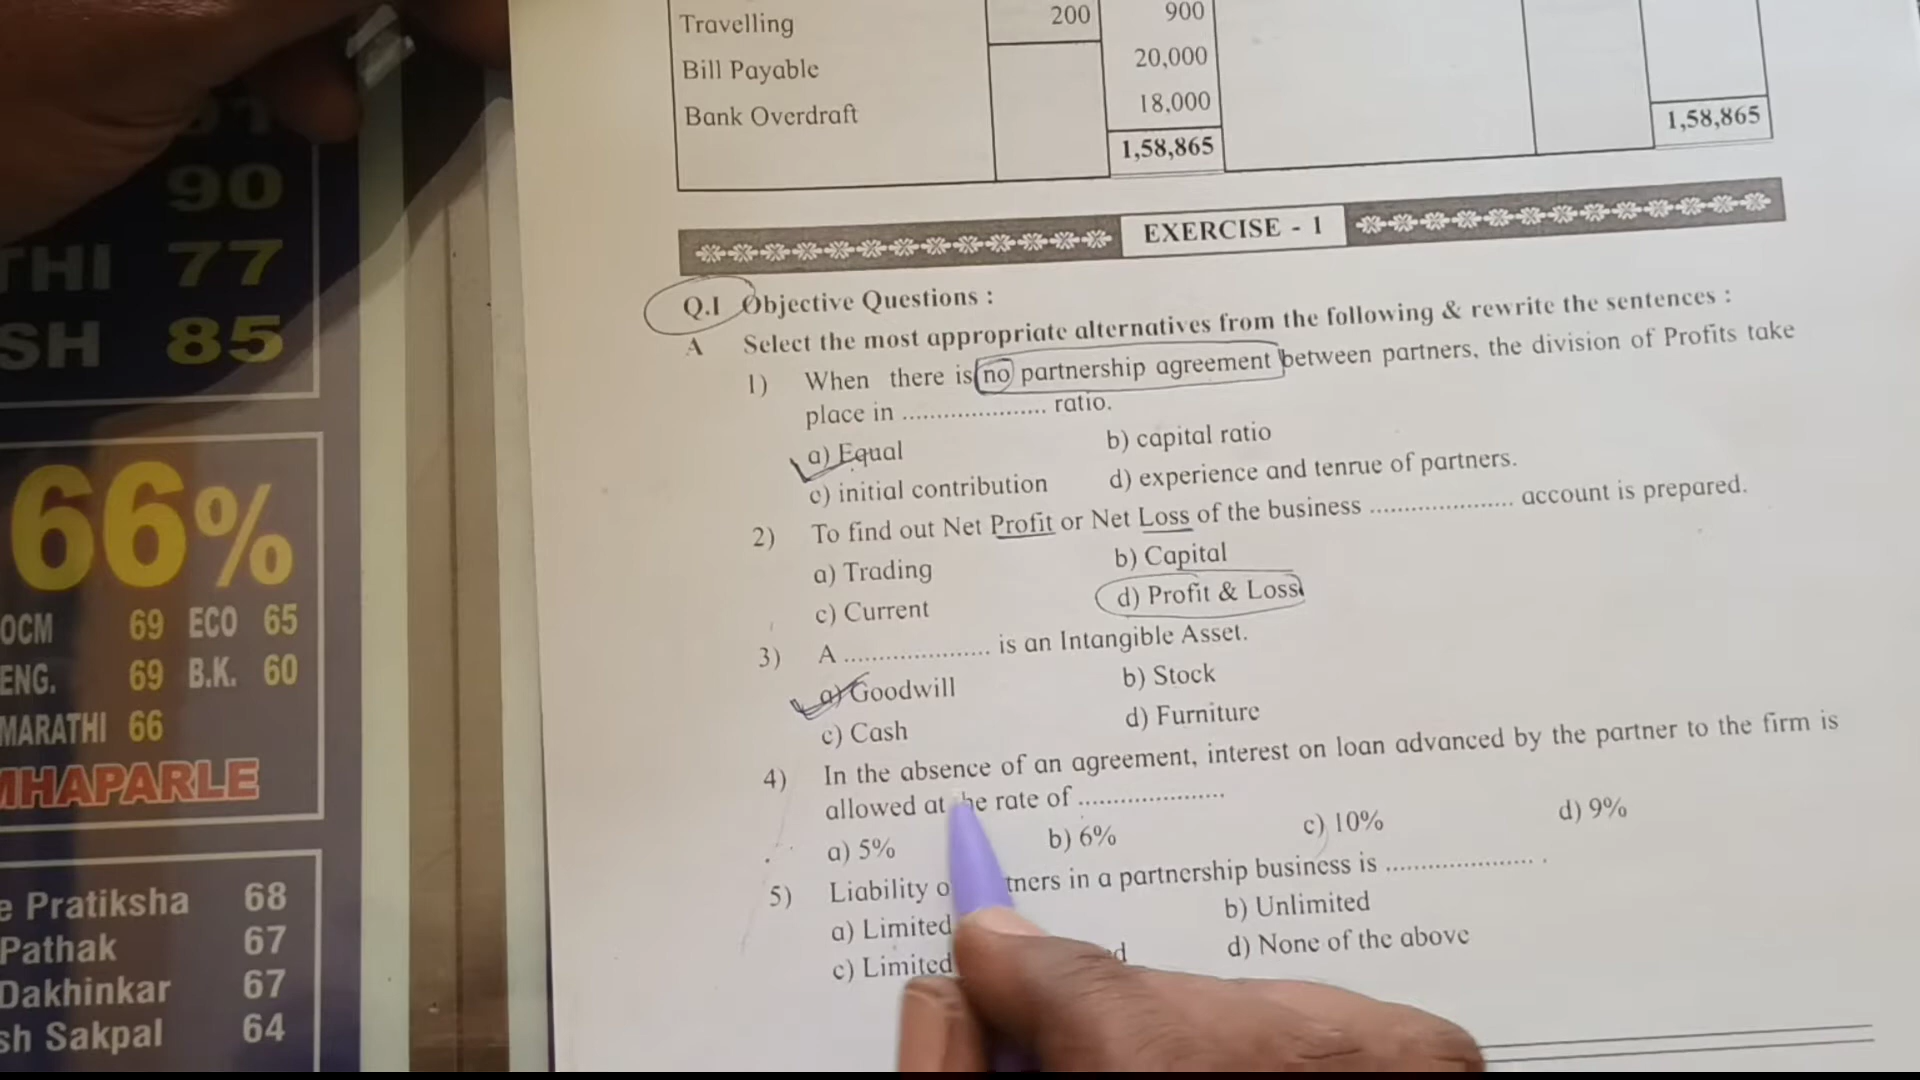 90
THI 77
SH 85
66%
OCM 69 ECO 65
ENG. 69 B.K. 60
MARATHI 66
MHAPARLE
e Pratiksha 68
Pathak 67
Dakhinkar 67
sh Sakpal 64
Travelling 200 900
Bill Payable 20,000
Bank Overdraft 18,000
1,58,865 1,58,865
EXERCISE - 1
Q.1 Objective Questions :
A Select the most appropriate alternatives from the following & rewrite the sentences :
1) When there is no partnership agreement between partners, the division of Profits take
place in ..................... ratio.
a) Equal b) capital ratio
c) initial contribution d) experience and tenrue of partners.
2) To find out Net Profit or Net Loss of the business ..................... account is prepared.
a) Trading b) Capital
c) Current d) Profit & Loss
3) A ..................... is an Intangible Asset.
a) Goodwill b) Stock
c) Cash d) Furniture
4) In the absence of an agreement, interest on loan advanced by the partner to the firm is
allowed at he rate of .....................
a) 5% b) 6% c) 10% d) 9%
5) Liability o tners in a partnership business is ..................... .
a) Limited b) Unlimited
c) Limited d d) None of the above